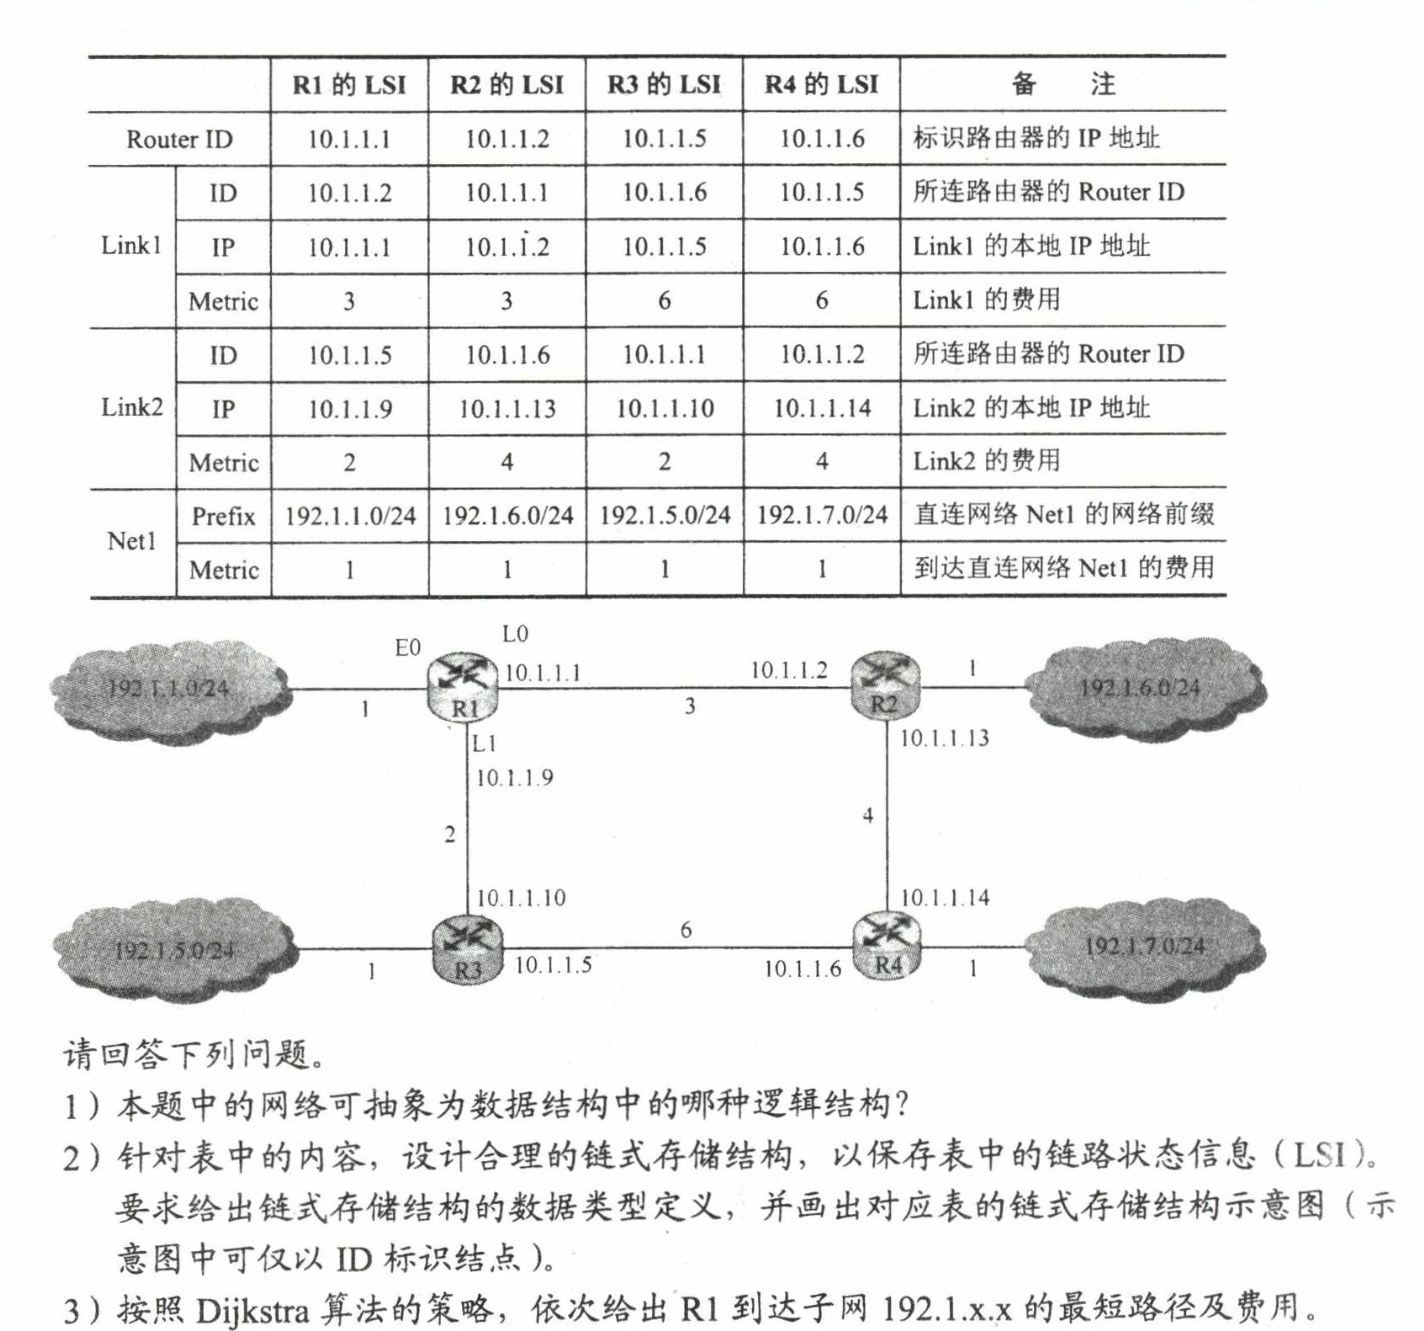 R1 的 LSI R2 的 LSI R3 的 LSI R4 的 LSI 备 注
Router ID 10.1.1.1 10.1.1.2 10.1.1.5 10.1.1.6 标识路由器的 IP 地址
Link1 ID 10.1.1.2 10.1.1.1 10.1.1.6 10.1.1.5 所连路由器的 Router ID
IP 10.1.1.1 10.1.1.2 10.1.1.5 10.1.1.6 Link1 的本地 IP 地址
Metric 3 3 6 6 Link1 的费用
Link2 ID 10.1.1.5 10.1.1.6 10.1.1.1 10.1.1.2 所连路由器的 Router ID
IP 10.1.1.9 10.1.1.13 10.1.1.10 10.1.1.14 Link2 的本地 IP 地址
Metric 2 4 2 4 Link2 的费用
Net1 Prefix 192.1.1.0/24 192.1.6.0/24 192.1.5.0/24 192.1.7.0/24 直连网络 Net1 的网络前缀
Metric 1 1 1 1 到达直连网络 Net1 的费用
E0 L0
10.1.1.1 10.1.1.2 1
192.1.1.0/24 192.1.6.0/24
1 R1 3 R2
L1 10.1.1.13
10.1.1.9
2 4
10.1.1.10 10.1.1.14
6
192.1.5.0/24 192.1.7.0/24
1 R3 10.1.1.5 10.1.1.6 R4 1
请回答下列问题。
1）本题中的网络可抽象为数据结构中的哪种逻辑结构？
2）针对表中的内容，设计合理的链式存储结构，以保存表中的链路状态信息（LSI）。
要求给出链式存储结构的数据类型定义，并画出对应表的链式存储结构示意图（示
意图中可仅以 ID 标识结点）。
3）按照 Dijkstra 算法的策略，依次给出 R1 到达子网 192.1.x.x 的最短路径及费用。